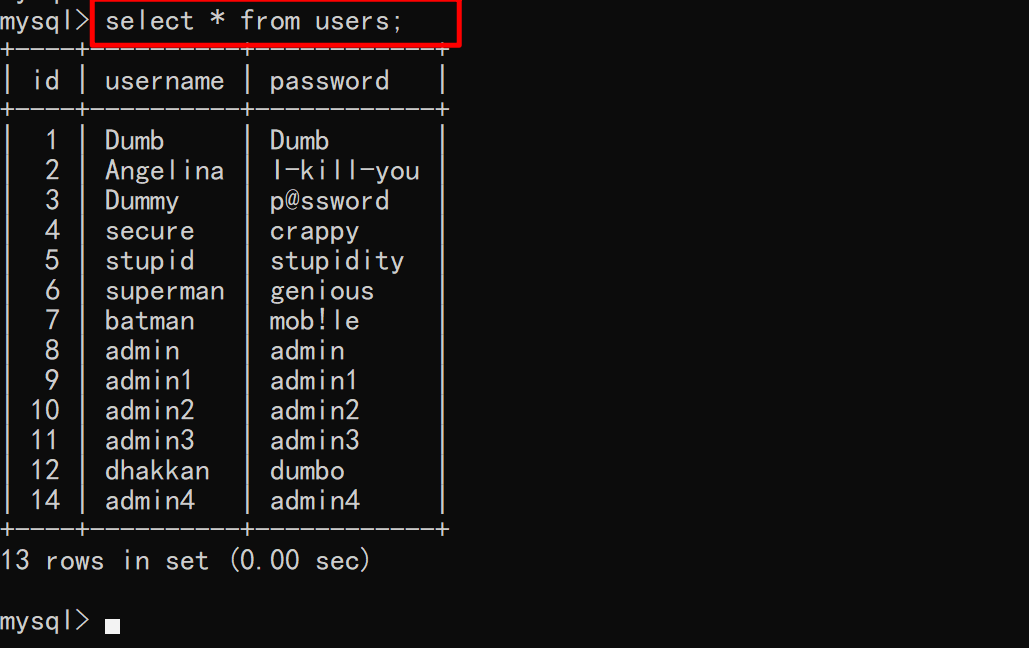 mysql> select * from users;
+----+----------+------------+
| id | username | password   |
+----+----------+------------+
|  1 | Dumb     | Dumb       |
|  2 | Angelina | I-kill-you |
|  3 | Dummy    | p@ssword   |
|  4 | secure   | crappy     |
|  5 | stupid   | stupidity  |
|  6 | superman | genious    |
|  7 | batman   | mob!le     |
|  8 | admin    | admin      |
|  9 | admin1   | admin1     |
| 10 | admin2   | admin2     |
| 11 | admin3   | admin3     |
| 12 | dhakkan  | dumbo      |
| 14 | admin4   | admin4     |
+----+----------+------------+
13 rows in set (0.00 sec)
mysql>